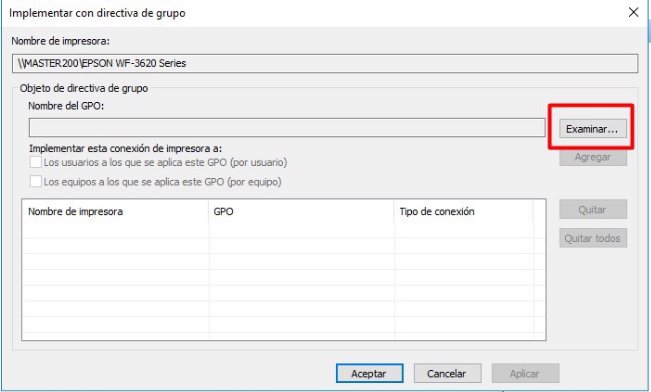 Implementar con directiva de grupo
Nombre de impresora:
\\MASTER200\EPSON WF-3620 Series
Objeto de directiva de grupo
Nombre del GPO:
Examinar...
Implementar esta conexión de impresora a:
Los usuarios a los que se aplica este GPO (por usuario)
Agregar
Los equipos a los que se aplica este GPO (por equipo)
Nombre de impresora GPO Tipo de conexión
Quitar
Quitar todos
Aceptar Cancelar Aplicar